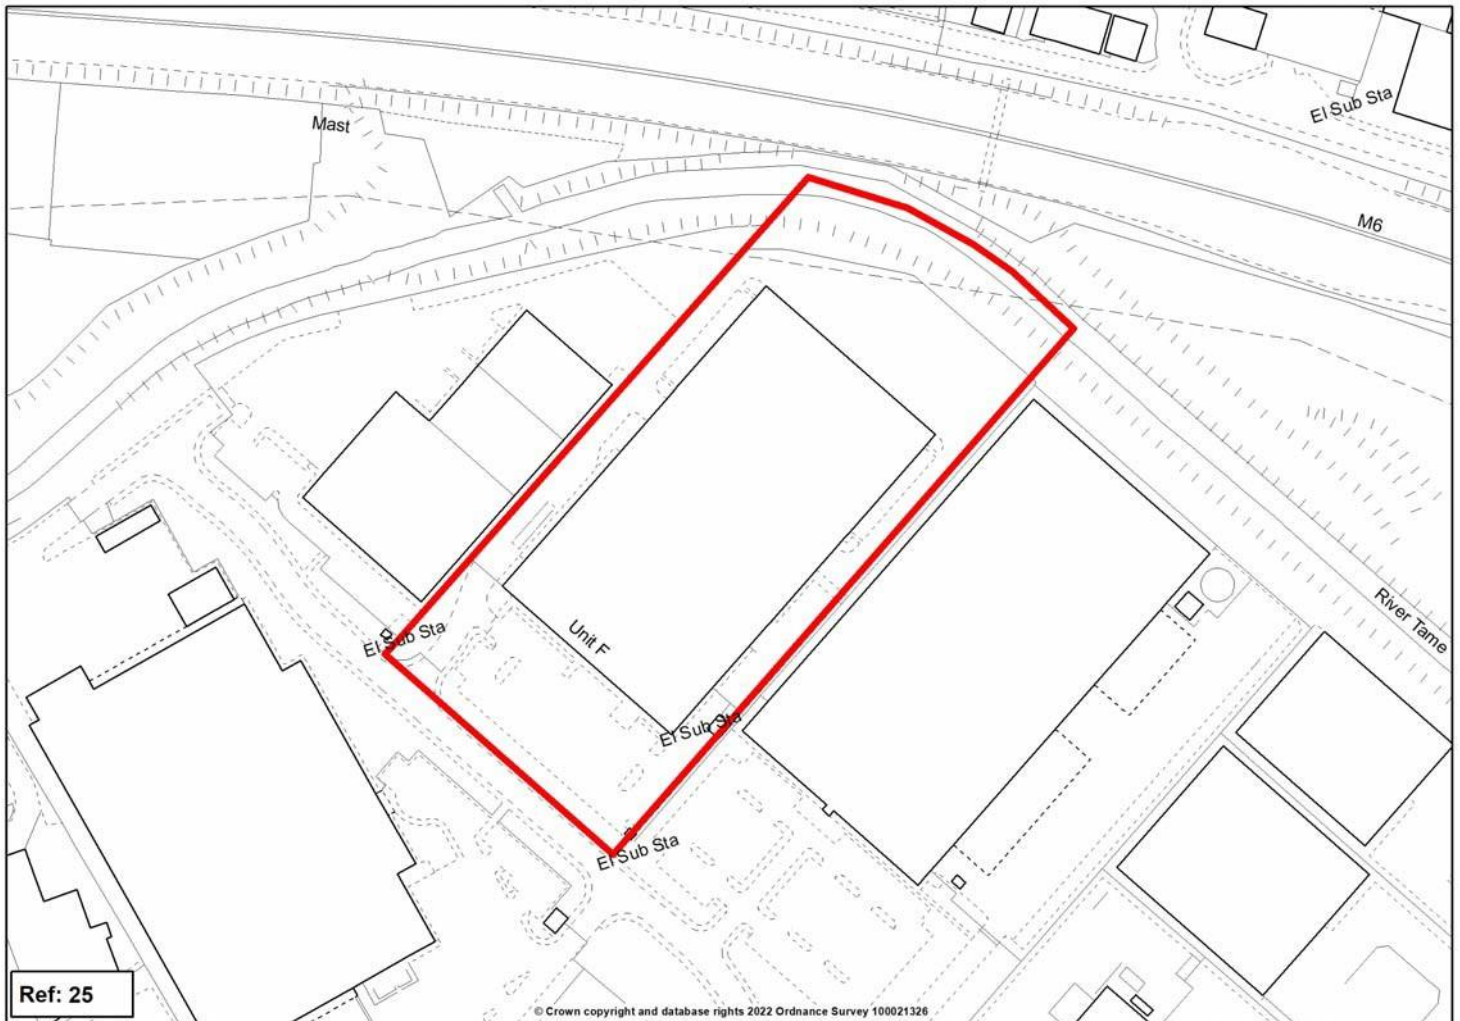 El Sub Sta
Mast
M6
River Tame
Unit F
El Sub Sta
El Sub Sta
El Sub Sta
Ref: 25
© Crown copyright and database rights 2022 Ordnance Survey 100021326